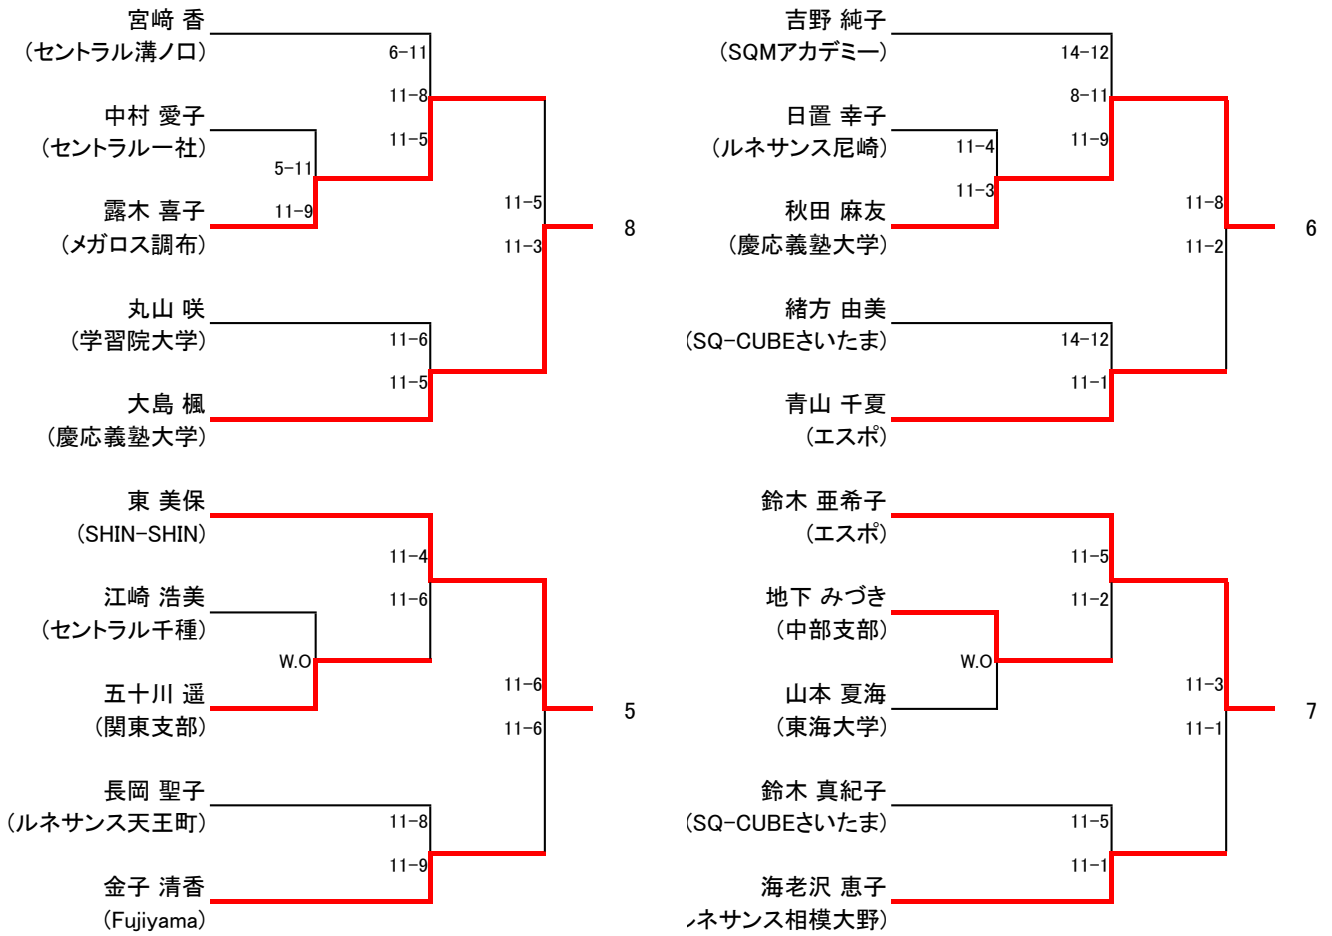 宮﨑 香
(セントラル溝ノ口)
6-11
11-8
中村 愛子
(セントラル一社)
11-5
5-11
露木 喜子
11-9
(メガロス調布)
11-5
8
11-3
丸山 咲
(学習院大学)
11-6
11-5
大島 楓
(慶応義塾大学)
東 美保
(SHIN-SHIN)
11-4
江崎 浩美
11-6
(セントラル千種)
W.O
五十川 遥
(関東支部)
11-6
5
11-6
長岡 聖子
(ルネサンス天王町)
11-8
11-9
金子 清香
(Fujiyama)
吉野 純子
(SQMアカデミー)
14-12
8-11
日置 幸子
(ルネサンス尼崎)
11-9
11-4
11-3
秋田 麻友
(慶応義塾大学)
11-8
6
11-2
緒方 由美
(SQ-CUBEさいたま)
14-12
11-1
青山 千夏
(エスポ)
鈴木 亜希子
(エスポ)
11-5
地下 みづき
11-2
(中部支部)
W.O
山本 夏海
(東海大学)
11-3
7
11-1
鈴木 真紀子
(SQ-CUBEさいたま)
11-5
11-1
海老沢 恵子
ネサンス相模大野)